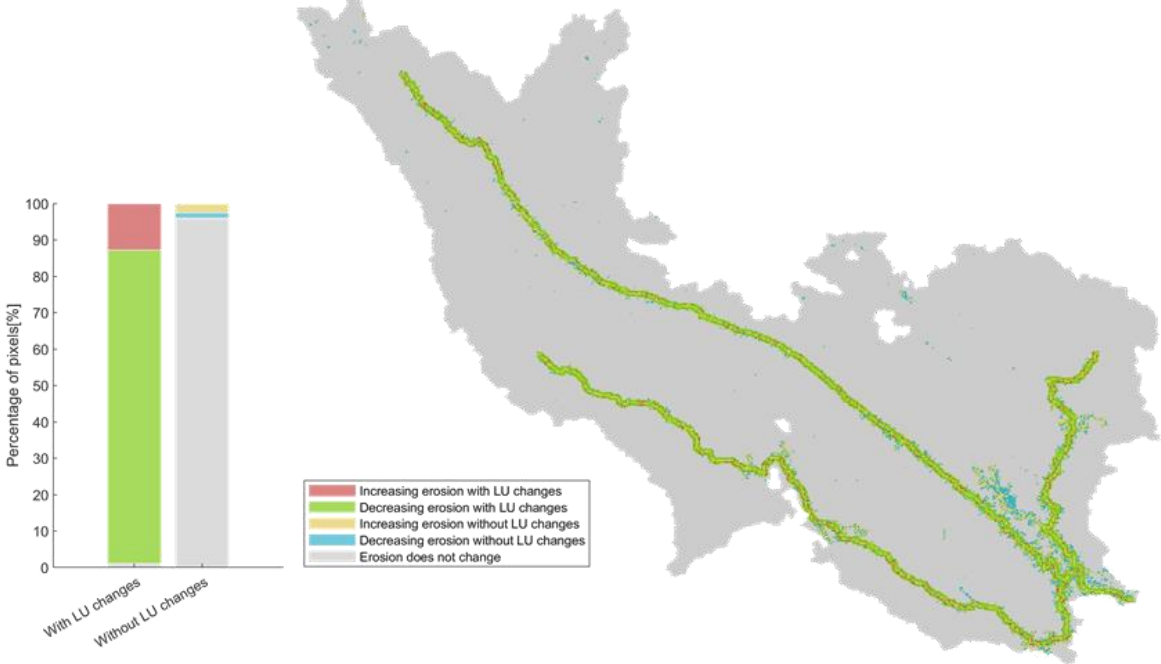 Percentage of pixels[%]
100
90
80
70
60
50
40
30
20
10
0
With LU changes
Without LU changes
Increasing erosion with LU changes
Decreasing erosion with LU changes
Increasing erosion without LU changes
Decreasing erosion without LU changes
Erosion does not change